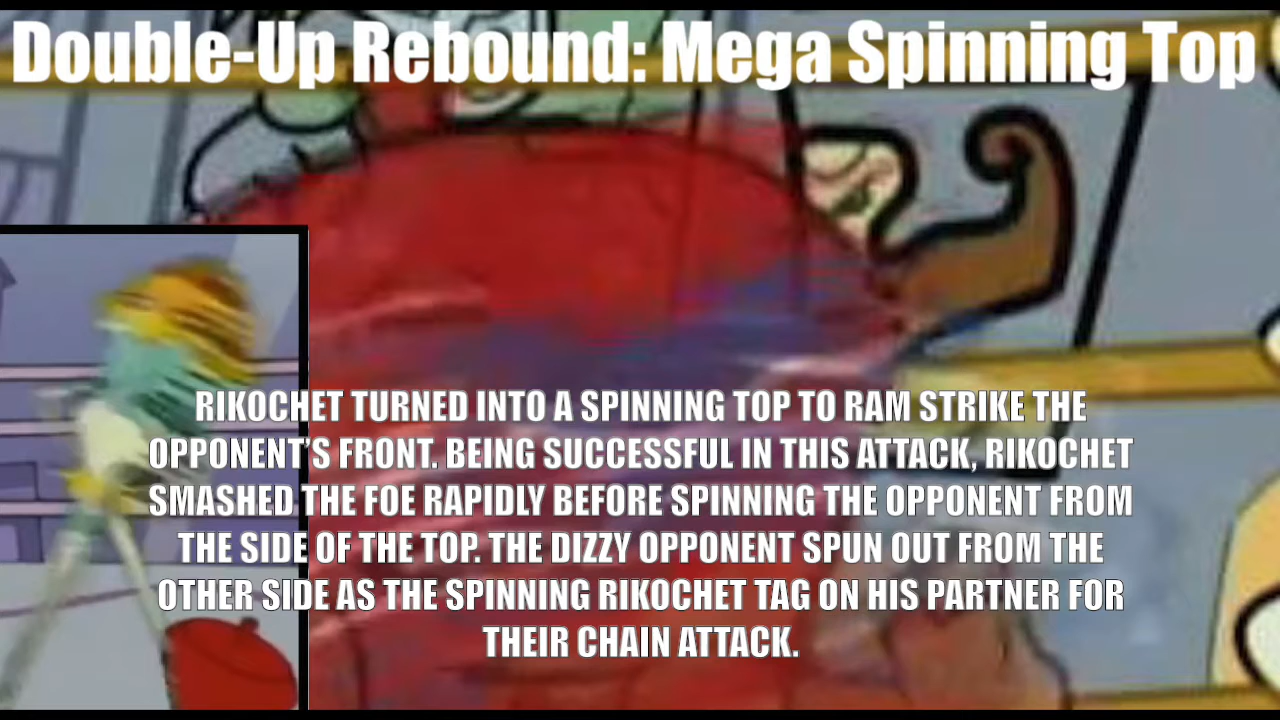 Double-Up Rebound: Mega Spinning Top
RIKOCHET TURNED INTO A SPINNING TOP TO RAM STRIKE THE
OPPONENT'S FRONT. BEING SUCCESSFUL IN THIS ATTACK, RIKOCHET
SMASHED THE FOE RAPIDLY BEFORE SPINNING THE OPPONENT FROM
THE SIDE OF THE TOP. THE DIZZY OPPONENT SPUN OUT FROM THE
OTHER SIDE AS THE SPINNING RIKOCHET TAG ON HIS PARTNER FOR
THEIR CHAIN ATTACK.